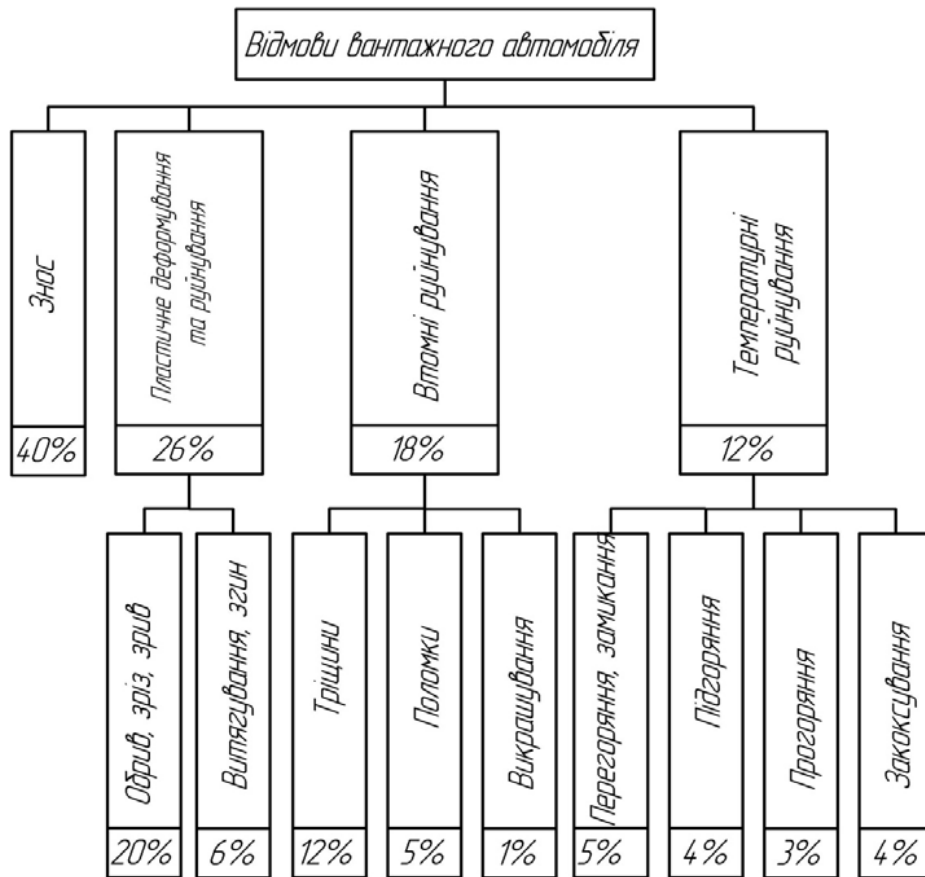 Відмови вантажного автомобіля
Знос
40%
Пластичне деформування
та руйнування
26%
Втомні руйнування
18%
Температурні
руйнування
12%
Обрив, зріз, зрив
20%
Витягування, згин
6%
Тріщини
12%
Поломки
5%
Викрашування
1%
Перегоряння, замикання
5%
Підгоряння
4%
Прогоряння
3%
Закоксування
4%